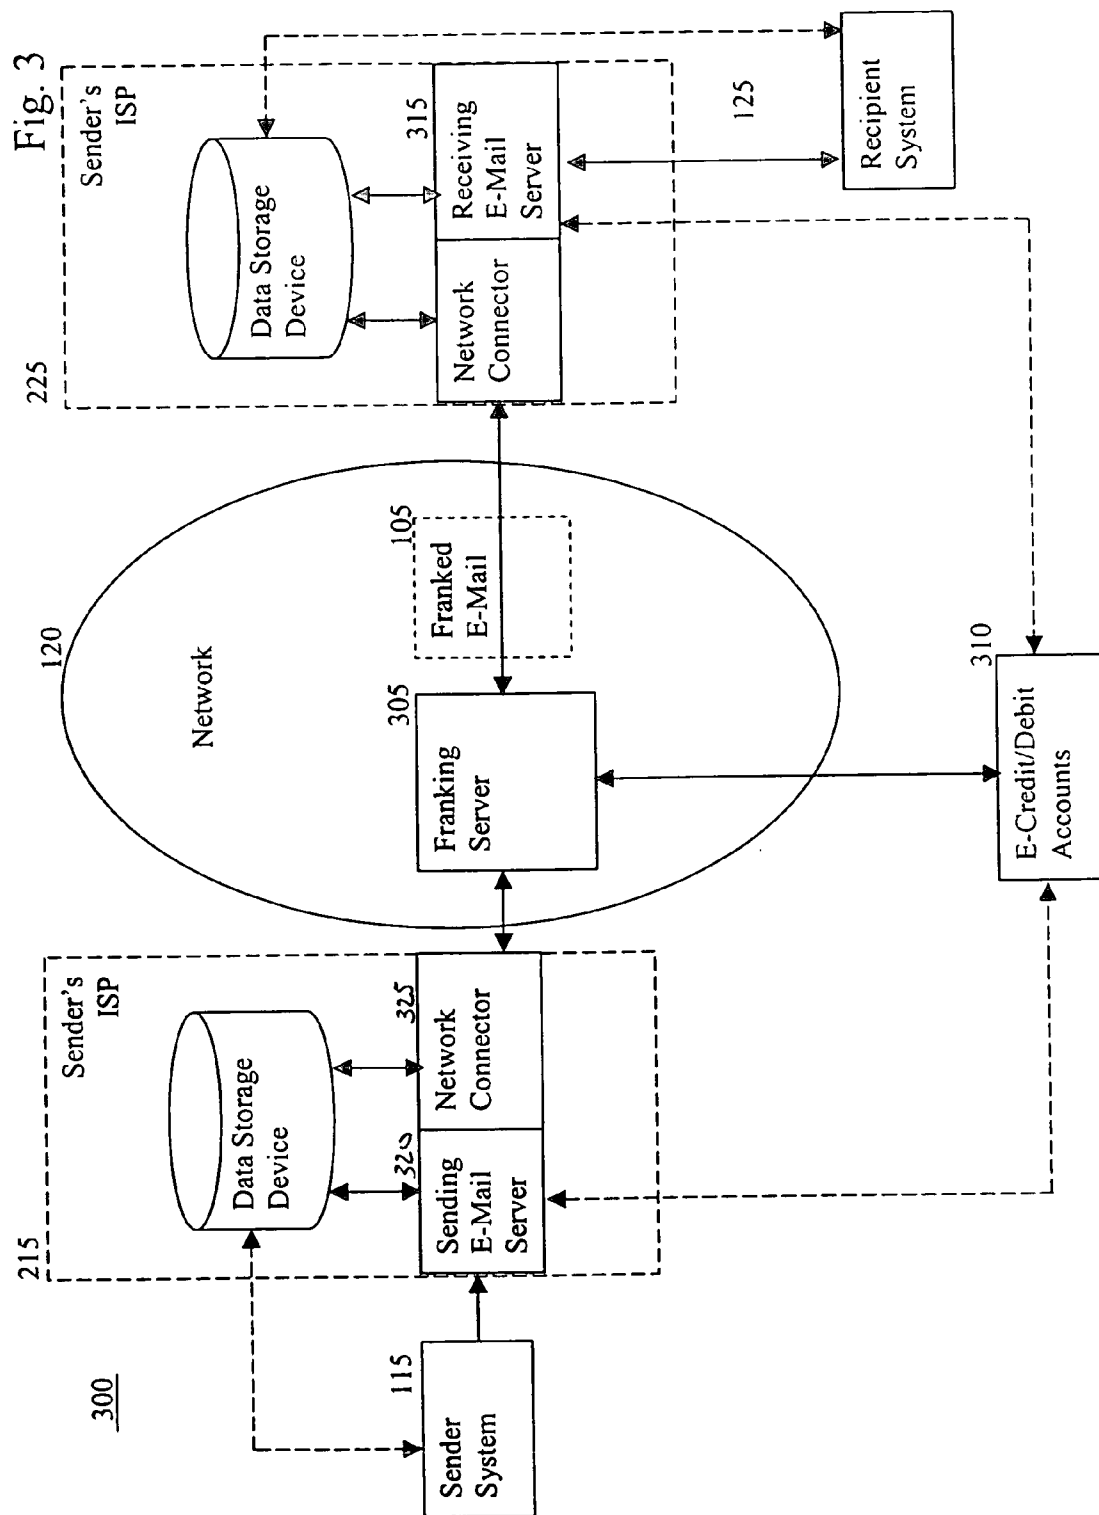 Fig. 3
300
215
Sender's
ISP
Data Storage
Device
115
Sender
System
320
Sending
E-Mail
Server
325
Network
Connector
120
Network
305
Franking
Server
105
Franked
E-Mail
225
Sender's
ISP
Data Storage
Device
Network
Connector
315
Receiving
E-Mail
Server
125
Recipient
System
310
E-Credit/Debit
Accounts